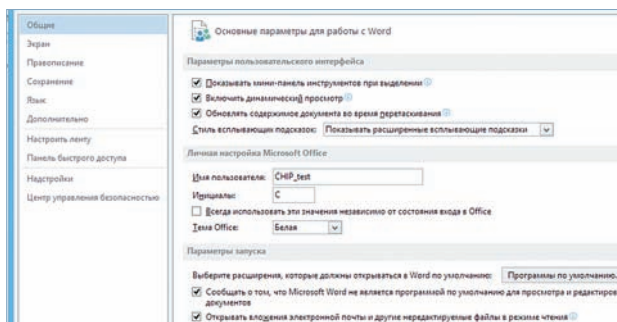 Общие
Экран
Правописание
Сохранение
Язык
Дополнительно
Настроить ленту
Панель быстрого доступа
Надстройки
Центр управления безопасностью
Основные параметры для работы с Word
Параметры пользовательского интерфейса
Показывать мини-панель инструментов при выделении
Включить динамический просмотр
Обновлять содержимое документа во время перетаскивания
Стиль всплывающих подсказок: Показывать расширенные всплывающие подсказки
Личная настройка Microsoft Office
Имя пользователя: CHIP_test
Инициалы: C
Всегда использовать эти значения независимо от состояния входа в Office
Тема Office: Белая
Параметры запуска
Выберите расширения, которые должны открываться в Word по умолчанию: Программы по умолчанию.
Сообщать о том, что Microsoft Word не является программой по умолчанию для просмотра и редактирове
документов
Открывать вложения электронной почты и другие нередактируемые файлы в режиме чтения